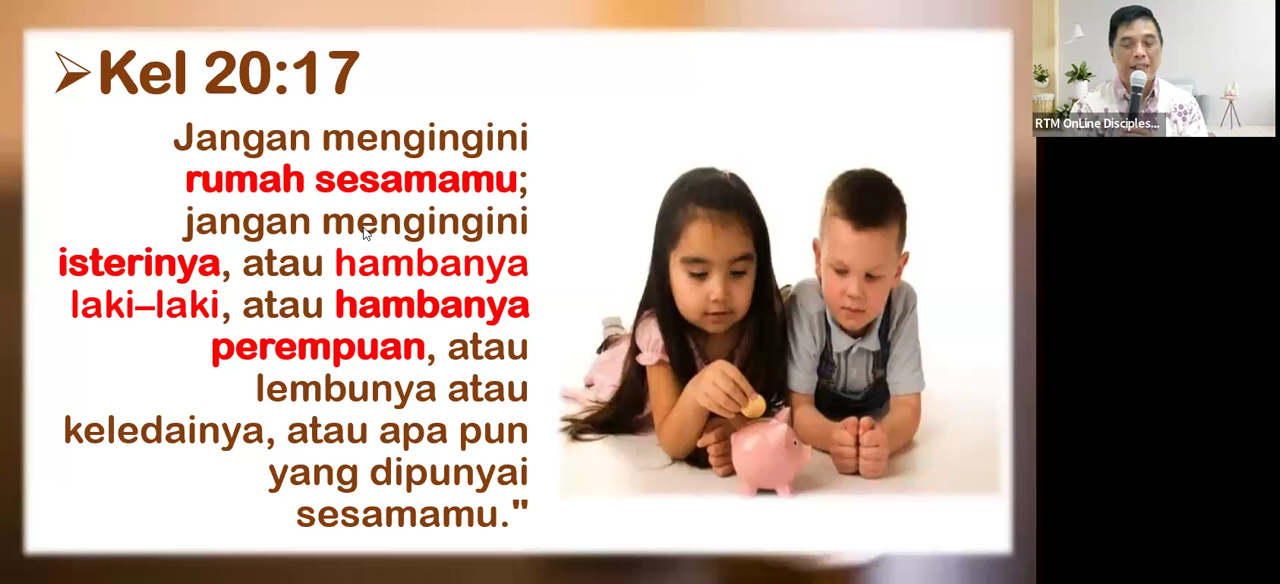 ➢Kel 20:17
Jangan mengingini
rumah sesamamu;
jangan mengingini
isterinya, atau hambanya
laki–laki, atau hambanya
perempuan, atau
lembunya atau
keledainya, atau apa pun
yang dipunyai
sesamamu."
RTM OnLine Disciples...